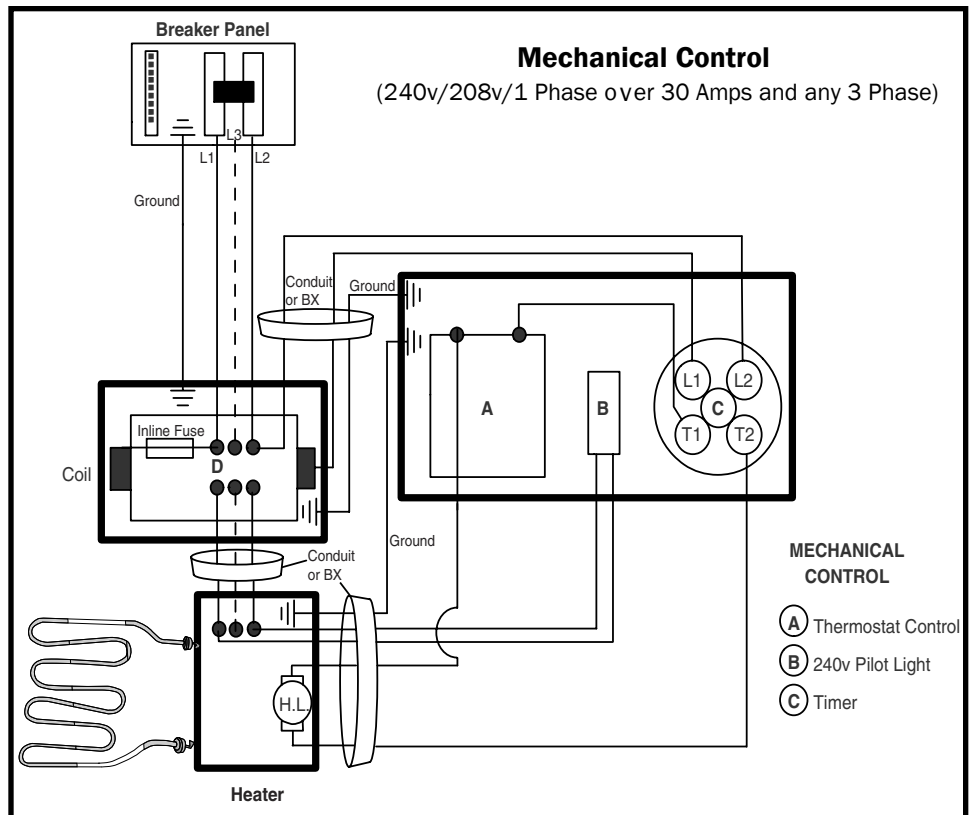 Breaker Panel
Mechanical Control
(240v/208v/1 Phase over 30 Amps and any 3 Phase)
L3
L1
L2
Ground
Conduit
or BX
Ground
L1
L2
A
B
C
T1
T2
Inline Fuse
D
Coil
Ground
Conduit
or BX
MECHANICAL
CONTROL
A Thermostat Control
B 240v Pilot Light
C Timer
H.L.
Heater